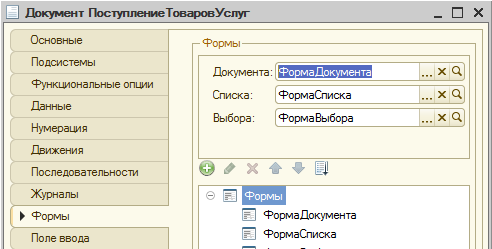 Документ ПоступлениеТоваровУслуг
Основные
Подсистемы
Функциональные опции
Данные
Нумерация
Движения
Последовательности
Журналы
Формы
Поле ввода
Формы
Документа: ФормаДокумента
Списка: ФормаСписка
Выбора: ФормаВыбора
Формы
ФормаДокумента
ФормаСписка